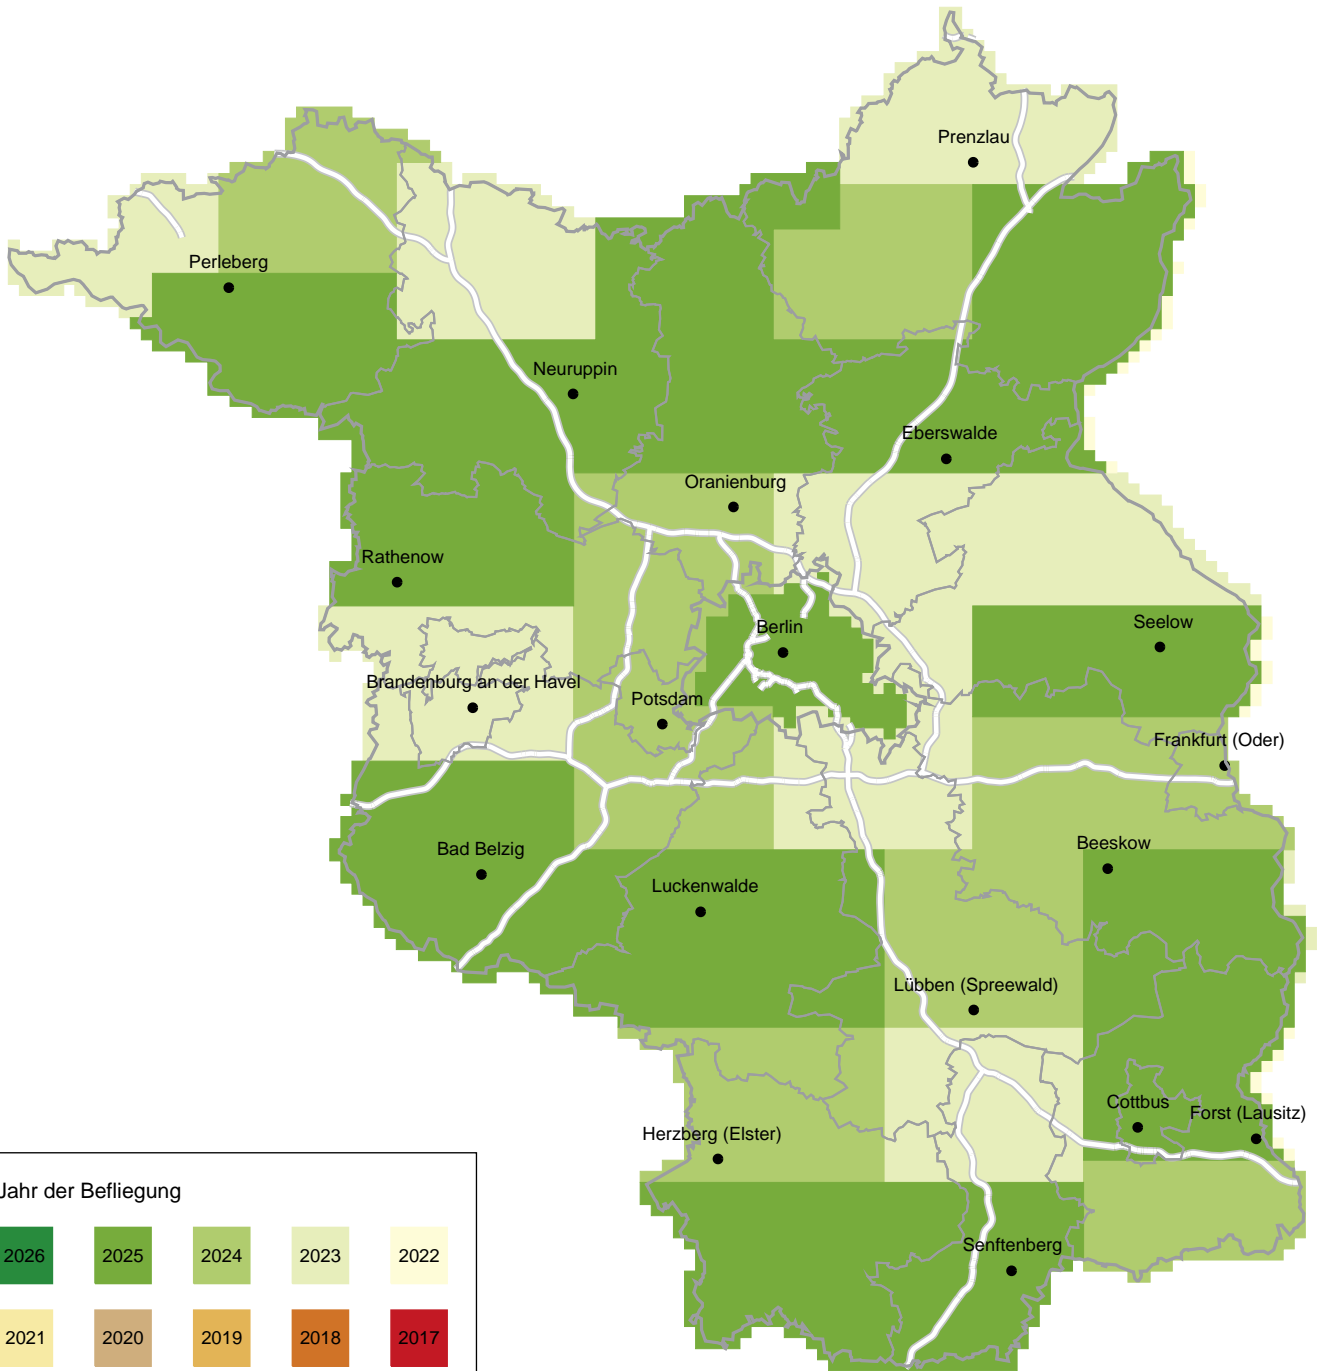 Prenzlau
Perleberg
Neuruppin
Eberswalde
Oranienburg
Rathenow
Berlin
Seelow
Brandenburg an der Havel
Potsdam
Frankfurt (Oder)
Bad Belzig
Beeskow
Luckenwalde
Lübben (Spreewald)
Cottbus
Forst (Lausitz)
Herzberg (Elster)
Senftenberg
Jahr der Befliegung
2026 2025 2024 2023 2022
2021 2020 2019 2018 2017